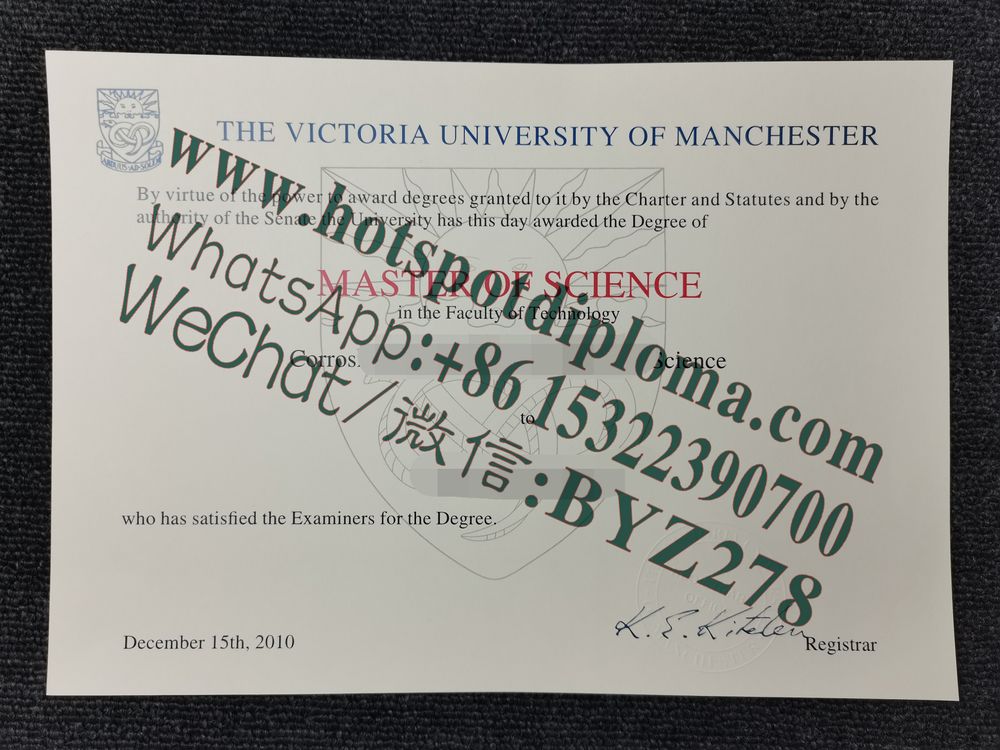 THE VICTORIA UNIVERSITY OF MANCHESTER
By virtue of the power to award degrees granted to it by the Charter and Statutes and by the
authority of the Senate the University has this day awarded the Degree of
MASTER OF SCIENCE
in the Faculty of Technology
Corros. Science
to
who has satisfied the Examiners for the Degree.
December 15th, 2010
K. E. Kitchen
Registrar
www.hotspotdiploma.com
WhatsApp:+86 15322390700
WeChat/微信:BYZ278